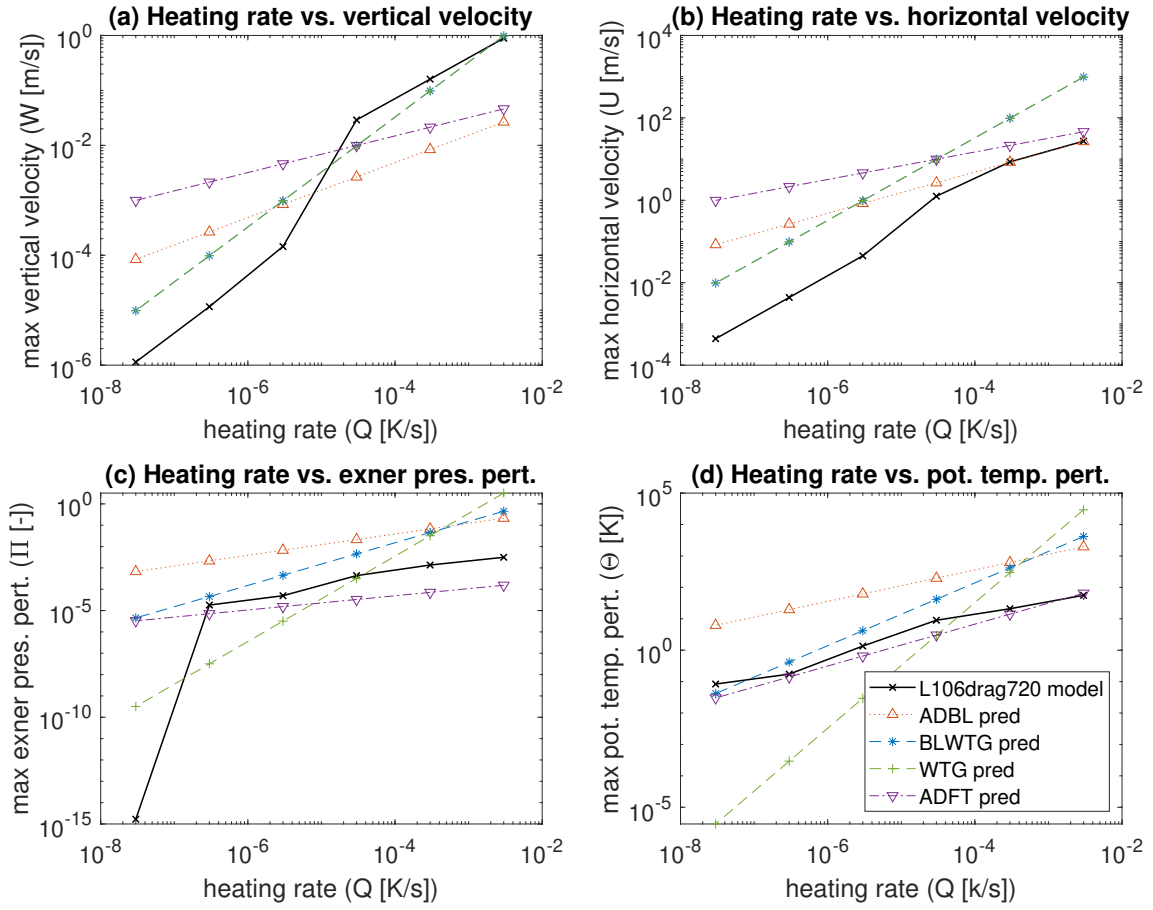 (a) Heating rate vs. vertical velocity
max vertical velocity (W [m/s])
10^0
10^-2
10^-4
10^-6
10^-8
10^-6
10^-4
10^-2
heating rate (Q [K/s])
(b) Heating rate vs. horizontal velocity
max horizontal velocity (U [m/s])
10^4
10^2
10^0
10^-2
10^-4
10^-8
10^-6
10^-4
10^-2
heating rate (Q [K/s])
(c) Heating rate vs. exner pres. pert.
max exner pres. pert. (Π [-])
10^0
10^-5
10^-10
10^-15
10^-8
10^-6
10^-4
10^-2
heating rate (Q [K/s])
(d) Heating rate vs. pot. temp. pert.
max pot. temp. pert. (Θ [K])
10^5
10^0
10^-5
10^-8
10^-6
10^-4
10^-2
heating rate (Q [k/s])
L106drag720 model
ADBL pred
BLWTG pred
WTG pred
ADFT pred